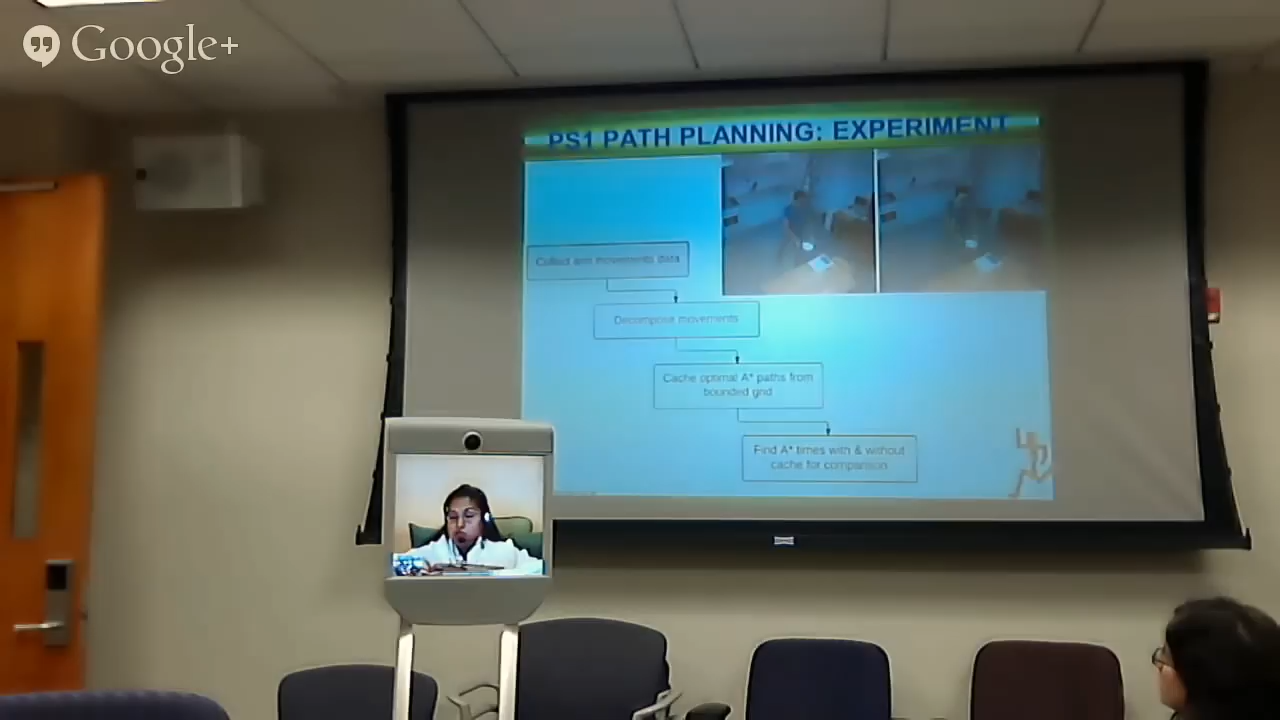 Google+
PS1 PATH PLANNING: EXPERIMENT
Collect arm movements data
Decompose movements
Cache optimal A* paths from
bounded grid
Find A* times with & without
cache for comparison